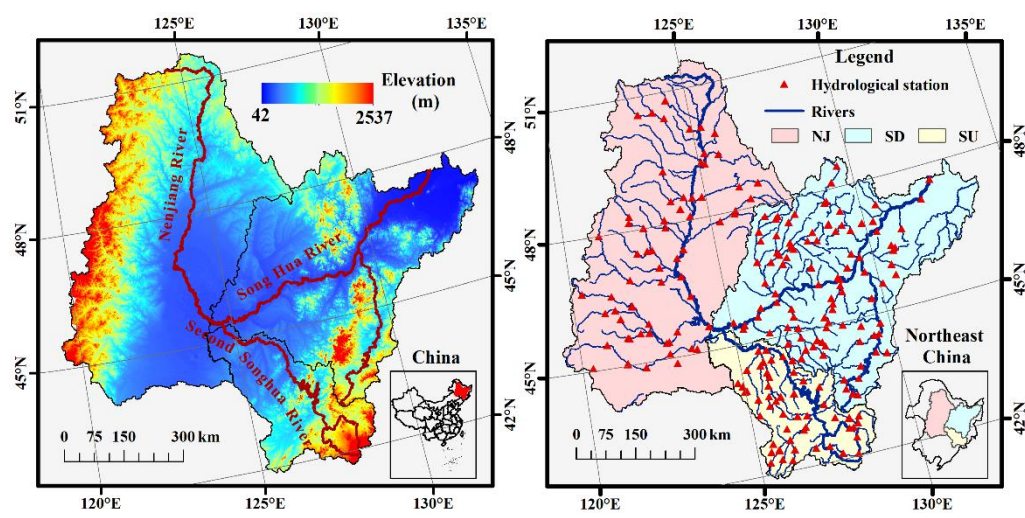 125°E
130°E
135°E
51°N
48°N
45°N
48°N
45°N
42°N
120°E
125°E
130°E
Elevation
(m)
42
2537
Nenjiang River
Song Hua River
Second Songhua River
China
0 75 150 300 km
125°E
130°E
135°E
51°N
48°N
45°N
48°N
45°N
42°N
120°E
125°E
130°E
Legend
Hydrological station
Rivers
NJ SD SU
Northeast
China
0 75 150 300 km